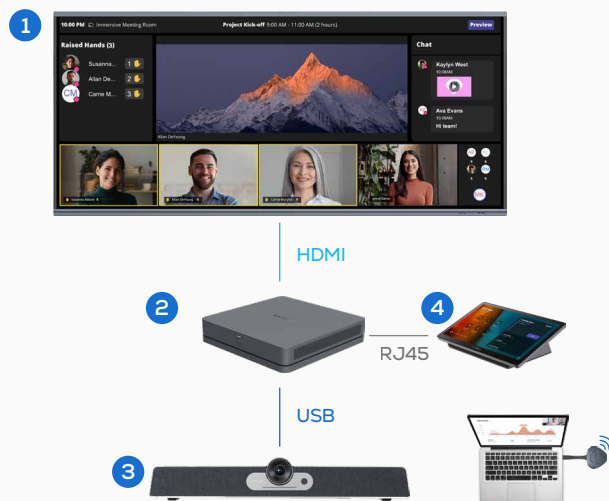 1
10:00 PM Immersive Meeting Room
Project Kick-off 9:00 AM - 11:00 AM (2 hours)
Preview
Raised Hands (3)
Susanna...
1
Allan De...
2
CM
Carrie M...
3
Allan DeYoung
Chat
Kaylyn West
10:08AM
Ava Evans
10:08AM
Hi team!
MK
HDMI
2
4
RJ45
USB
3